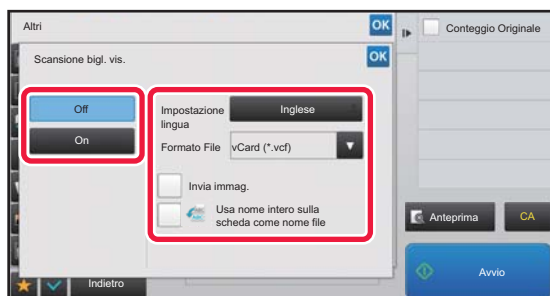 Altri
OK
Conteggio Originale
Scansione bigl. vis.
OK
Off
On
Impostazione
lingua
Inglese
Formato File
vCard (*.vcf)
Invia immag.
Usa nome intero sulla
scheda come nome file
Anteprima
CA
Indietro
Avvio